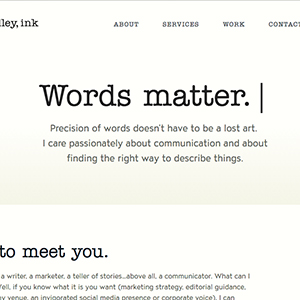 lley, ink ABOUT SERVICES WORK CONTAC
Words matter. |
Precision of words doesn't have to be a lost art.
I care passionately about communication and about
finding the right way to describe things.
to meet you.
a writer, a marketer, a teller of stories...above all, a communicator. What can I
ell, if you know what it is you want (marketing strategy, editorial guidance,
y venue, an invigorated social media presence or corporate voice). I can